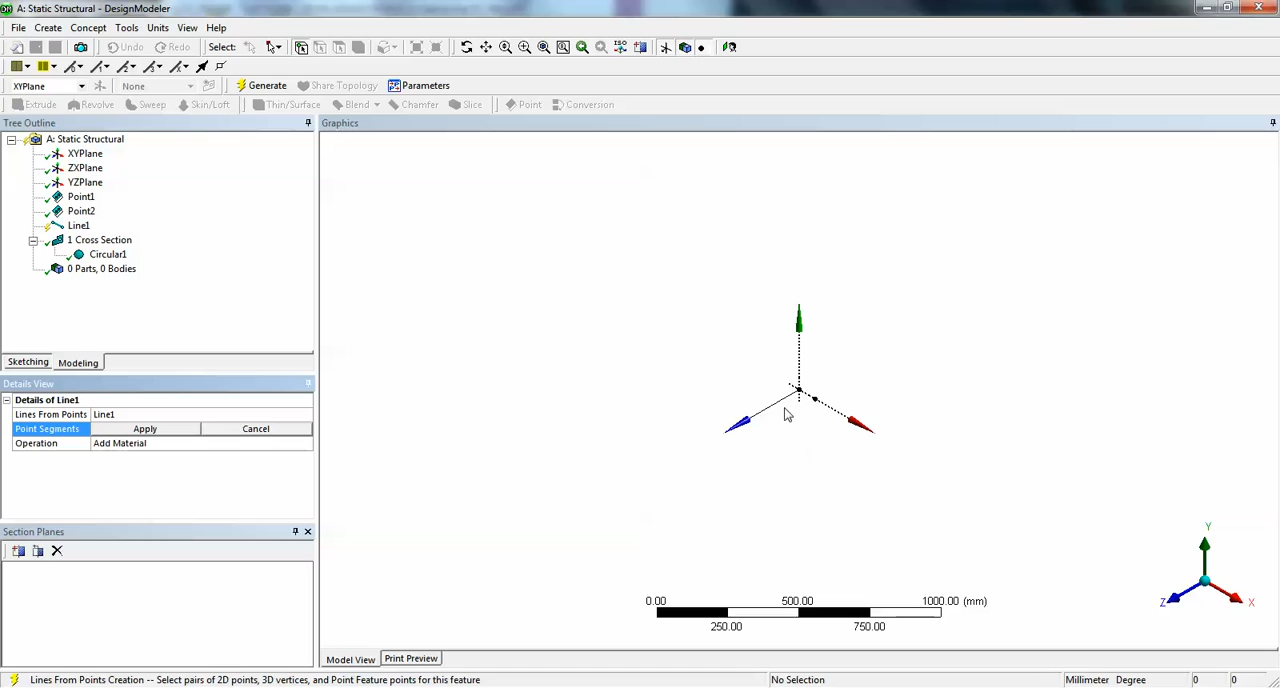 A: Static Structural - DesignModeler
File Create Concept Tools Units View Help
Undo Redo Select:
XYPlane None Generate Share Topology Parameters
Extrude Revolve Sweep Skin/Loft Thin/Surface Blend Chamfer Slice Point Conversion
Tree Outline
A: Static Structural
XYPlane
ZXPlane
YZPlane
Point1
Point2
Line1
1 Cross Section
Circular1
0 Parts, 0 Bodies
Sketching Modeling
Details View
Details of Line1
Lines From Points Line1
Point Segments Apply Cancel
Operation Add Material
Section Planes
Graphics
Y
Z X
0.00 500.00 1000.00 (mm)
250.00 750.00
Model View Print Preview
Lines From Points Creation -- Select pairs of 2D points, 3D vertices, and Point Feature points for this feature No Selection Millimeter Degree 0 0